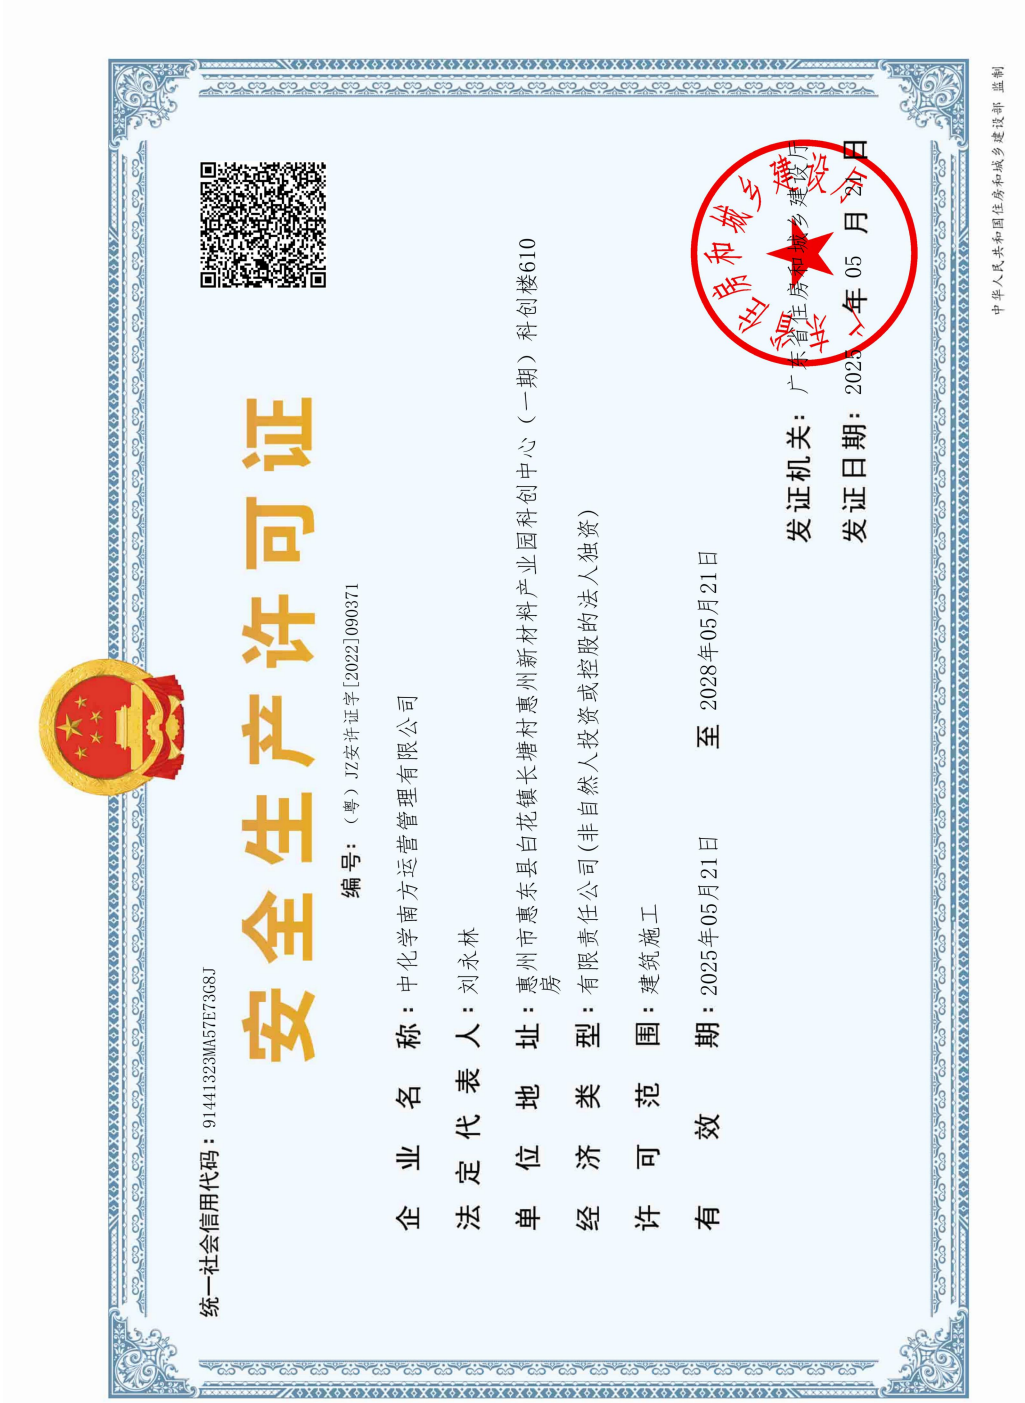 统一社会信用代码：91441323MA57E73G8J
安全生产许可证
编号：（粤）JZ安许证字[2022]090371
企业名称：中化学南方运营管理有限公司
法定代表人：刘永林
单位地址：惠州市惠东县白花镇长塘村惠州新材料产业园科创中心（一期）科创楼610
房
经济类型：有限责任公司(非自然人投资或控股的法人独资)
许可范围：建筑施工
有效期：2025年05月21日 至 2028年05月21日
发证机关：广东省住房和城乡建设厅
发证日期：2025年05月21日
广东省住房和城乡建设厅
中华人民共和国住房和城乡建设部 监制